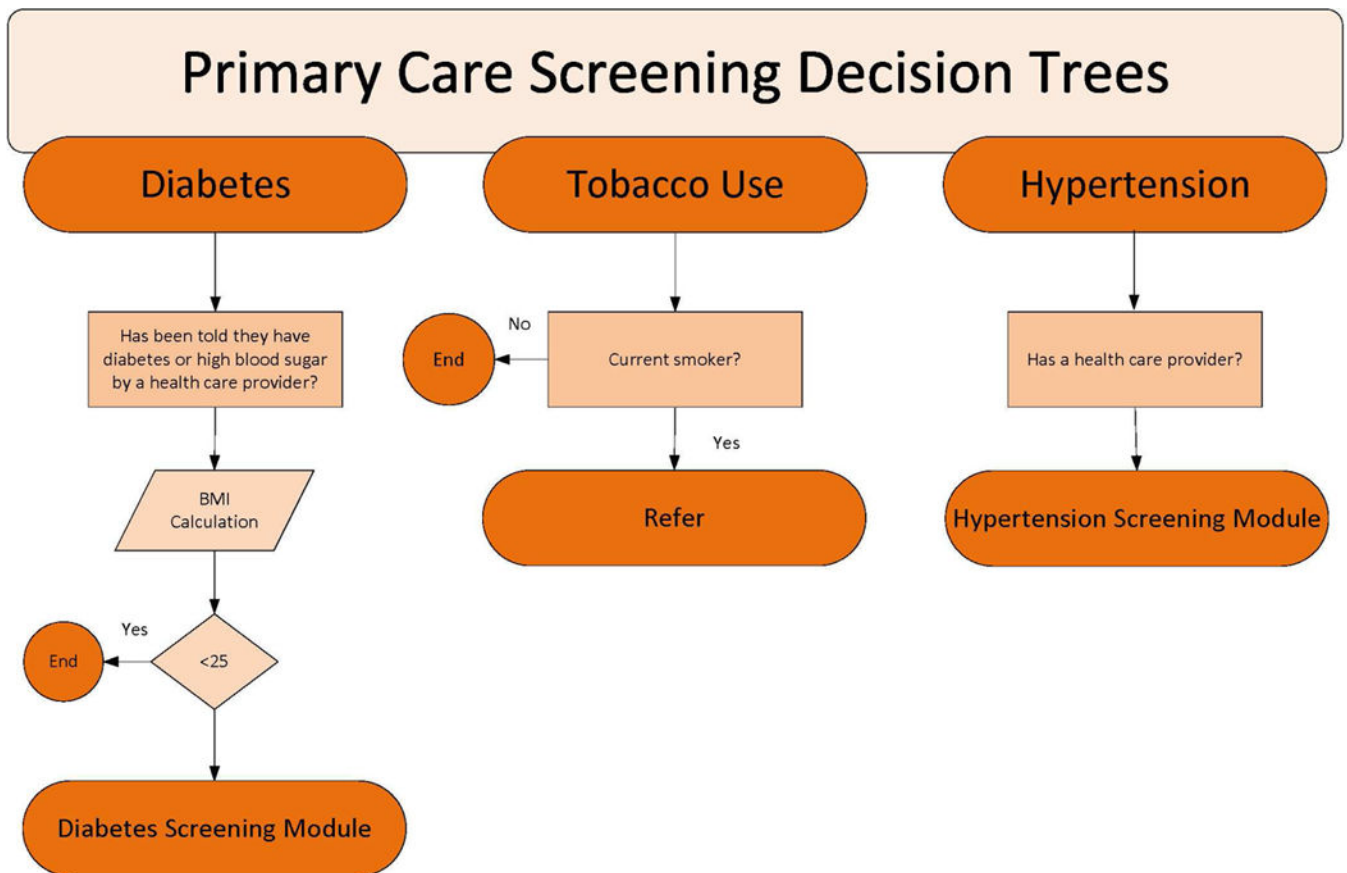 Primary Care Screening Decision Trees
Diabetes
Has been told they have
diabetes or high blood sugar
by a health care provider?
BMI
Calculation
Yes
End
<25
Diabetes Screening Module
Tobacco Use
No
End
Current smoker?
Yes
Refer
Hypertension
Has a health care provider?
Hypertension Screening Module